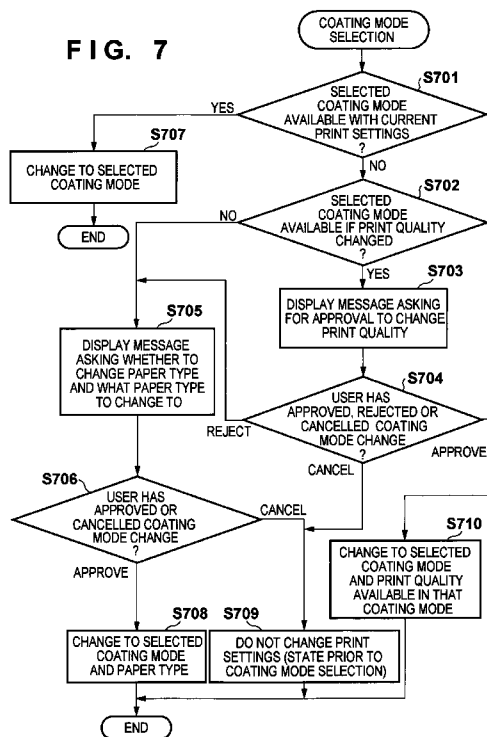 FIG. 7
COATING MODE
SELECTION
S701
SELECTED
COATING MODE
AVAILABLE WITH CURRENT
PRINT SETTINGS
?
YES
NO
S707
CHANGE TO SELECTED
COATING MODE
END
S702
SELECTED
COATING MODE
AVAILABLE IF PRINT QUALITY
CHANGED
?
NO
YES
S703
DISPLAY MESSAGE ASKING
FOR APPROVAL TO CHANGE
PRINT QUALITY
S705
DISPLAY MESSAGE
ASKING WHETHER TO
CHANGE PAPER TYPE
AND WHAT PAPER TYPE
TO CHANGE TO
S704
USER HAS
APPROVED, REJECTED OR
CANCELLED COATING
MODE CHANGE
?
REJECT
APPROVE
CANCEL
S706
USER HAS
APPROVED OR
CANCELLED COATING
MODE CHANGE
?
CANCEL
APPROVE
S710
CHANGE TO SELECTED
COATING MODE
AND PRINT QUALITY
AVAILABLE IN THAT
COATING MODE
S708
CHANGE TO SELECTED
COATING MODE
AND PAPER TYPE
S709
DO NOT CHANGE PRINT
SETTINGS (STATE PRIOR TO
COATING MODE SELECTION)
END